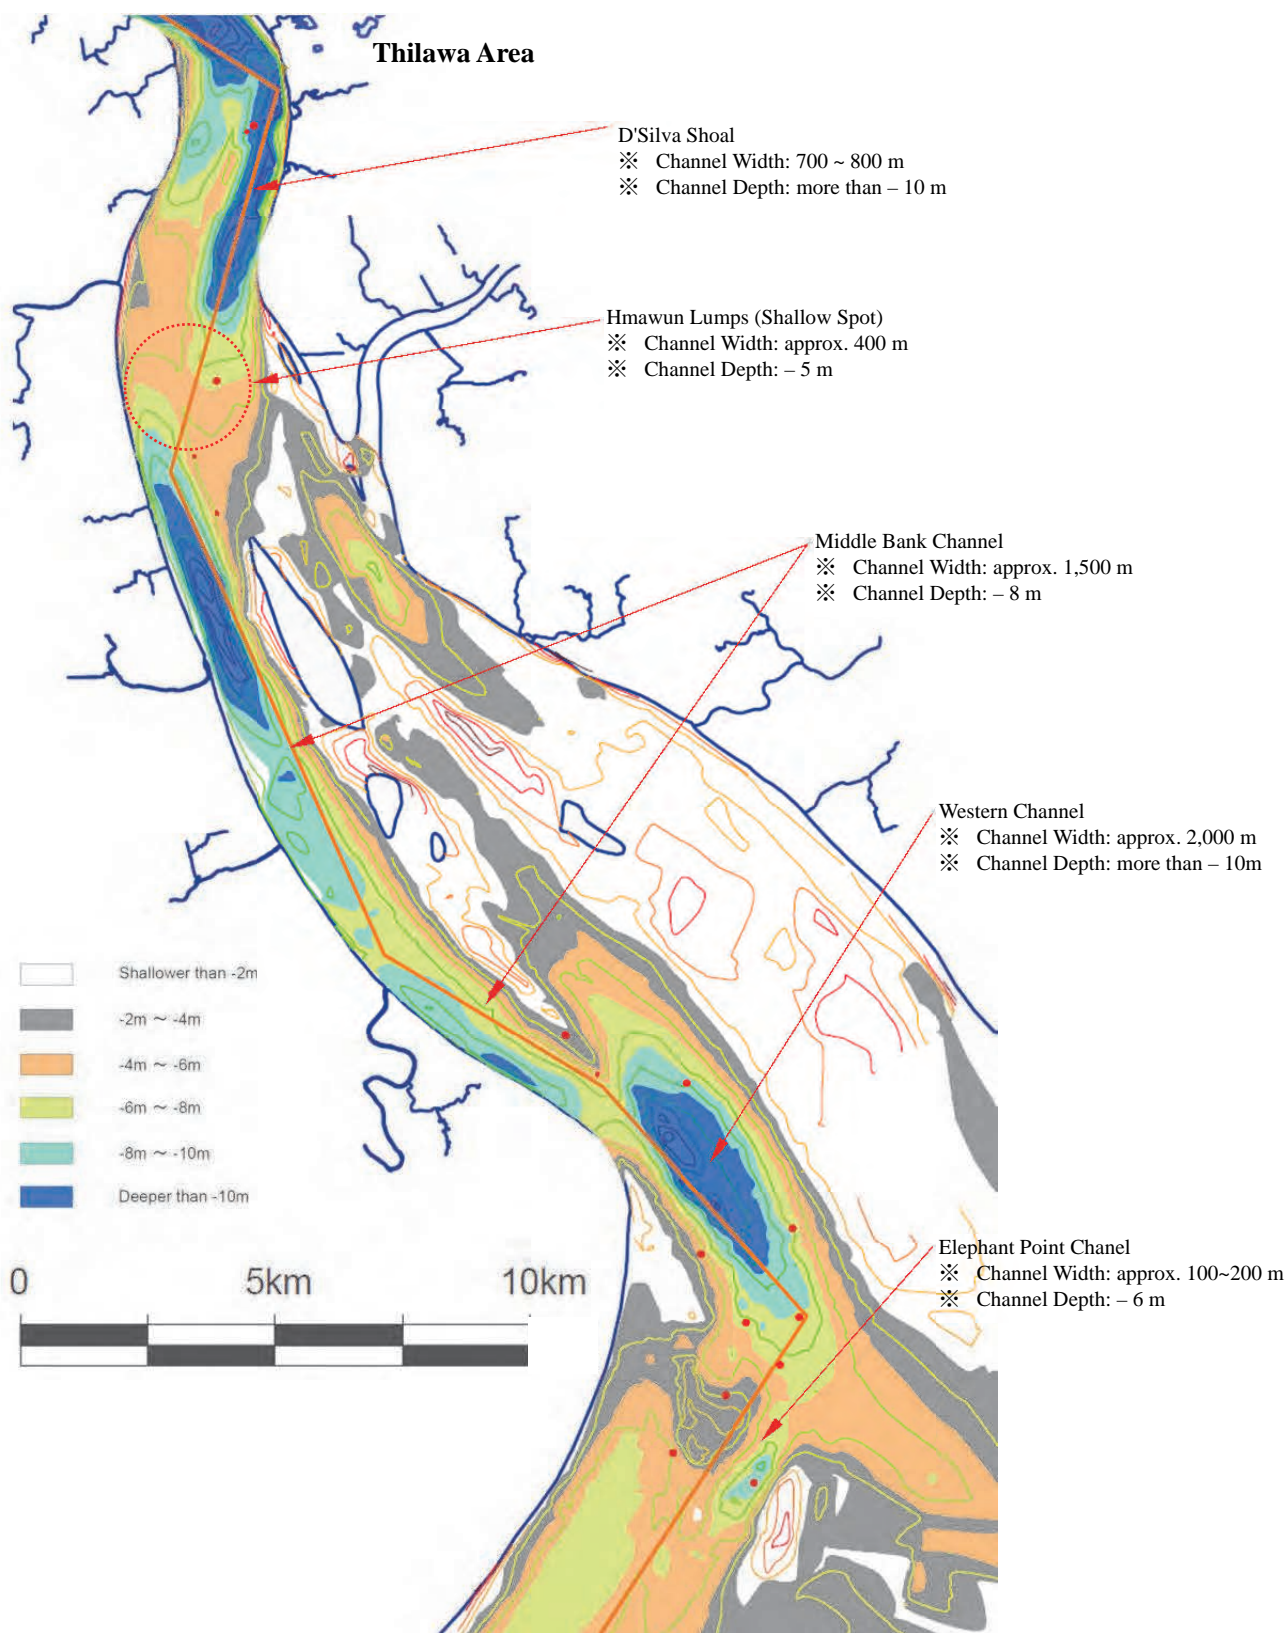 Thilawa Area
D'Silva Shoal
※ Channel Width: 700 ~ 800 m
※ Channel Depth: more than – 10 m
Hmawun Lumps (Shallow Spot)
※ Channel Width: approx. 400 m
※ Channel Depth: – 5 m
Middle Bank Channel
※ Channel Width: approx. 1,500 m
※ Channel Depth: – 8 m
Western Channel
※ Channel Width: approx. 2,000 m
※ Channel Depth: more than – 10m
Shallower than -2m
-2m ~ -4m
-4m ~ -6m
-6m ~ -8m
-8m ~ -10m
Deeper than -10m
Elephant Point Chanel
※ Channel Width: approx. 100~200 m
※ Channel Depth: – 6 m
0 5km 10km